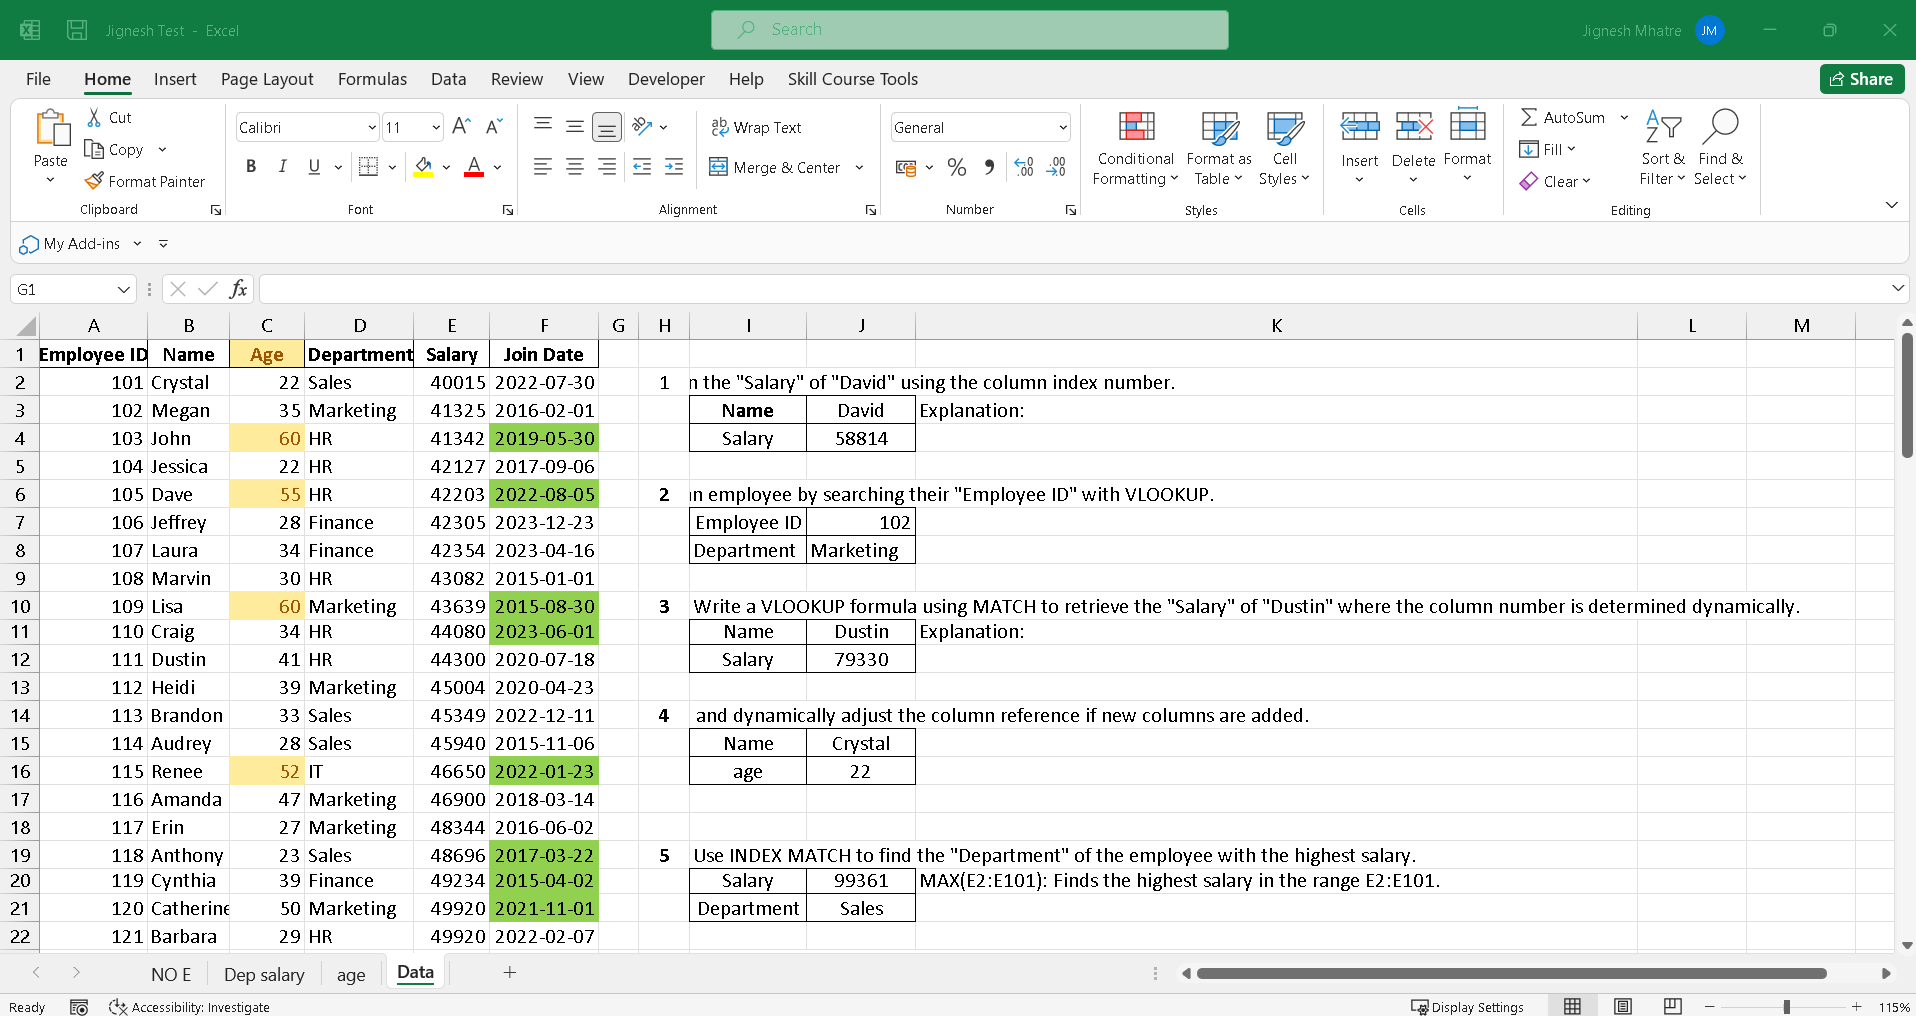 Jignesh Test - Excel
Search
Jignesh Mhatre JM
File Home Insert Page Layout Formulas Data Review View Developer Help Skill Course Tools Share
Paste Cut Copy Format Painter Clipboard
Calibri 11 B I U A Font
Wrap Text Merge & Center Alignment
General % Number
Conditional Formatting Format as Table Cell Styles Styles
Insert Delete Format Cells
AutoSum Fill Clear Sort & Filter Find & Select Editing
My Add-ins
G1 fx
A B C D E F G H I J K L M
1 Employee ID Name Age Department Salary Join Date
2 101 Crystal 22 Sales 40015 2022-07-30 1 n the "Salary" of "David" using the column index number.
3 102 Megan 35 Marketing 41325 2016-02-01 Name David Explanation:
4 103 John 60 HR 41342 2019-05-30 Salary 58814
5 104 Jessica 22 HR 42127 2017-09-06
6 105 Dave 55 HR 42203 2022-08-05 2 an employee by searching their "Employee ID" with VLOOKUP.
7 106 Jeffrey 28 Finance 42305 2023-12-23 Employee ID 102
8 107 Laura 34 Finance 42354 2023-04-16 Department Marketing
9 108 Marvin 30 HR 43082 2015-01-01
10 109 Lisa 60 Marketing 43639 2015-08-30 3 Write a VLOOKUP formula using MATCH to retrieve the "Salary" of "Dustin" where the column number is determined dynamically.
11 110 Craig 34 HR 44080 2023-06-01 Name Dustin Explanation:
12 111 Dustin 41 HR 44300 2020-07-18 Salary 79330
13 112 Heidi 39 Marketing 45004 2020-04-23
14 113 Brandon 33 Sales 45349 2022-12-11 4 and dynamically adjust the column reference if new columns are added.
15 114 Audrey 28 Sales 45940 2015-11-06 Name Crystal
16 115 Renee 52 IT 46650 2022-01-23 age 22
17 116 Amanda 47 Marketing 46900 2018-03-14
18 117 Erin 27 Marketing 48344 2016-06-02
19 118 Anthony 23 Sales 48696 2017-03-22 5 Use INDEX MATCH to find the "Department" of the employee with the highest salary.
20 119 Cynthia 39 Finance 49234 2015-04-02 Salary 99361 MAX(E2:E101): Finds the highest salary in the range E2:E101.
21 120 Catherine 50 Marketing 49920 2021-11-01 Department Sales
22 121 Barbara 29 HR 49920 2022-02-07
NO E Dep salary age Data
Ready Accessibility: Investigate Display Settings 115%